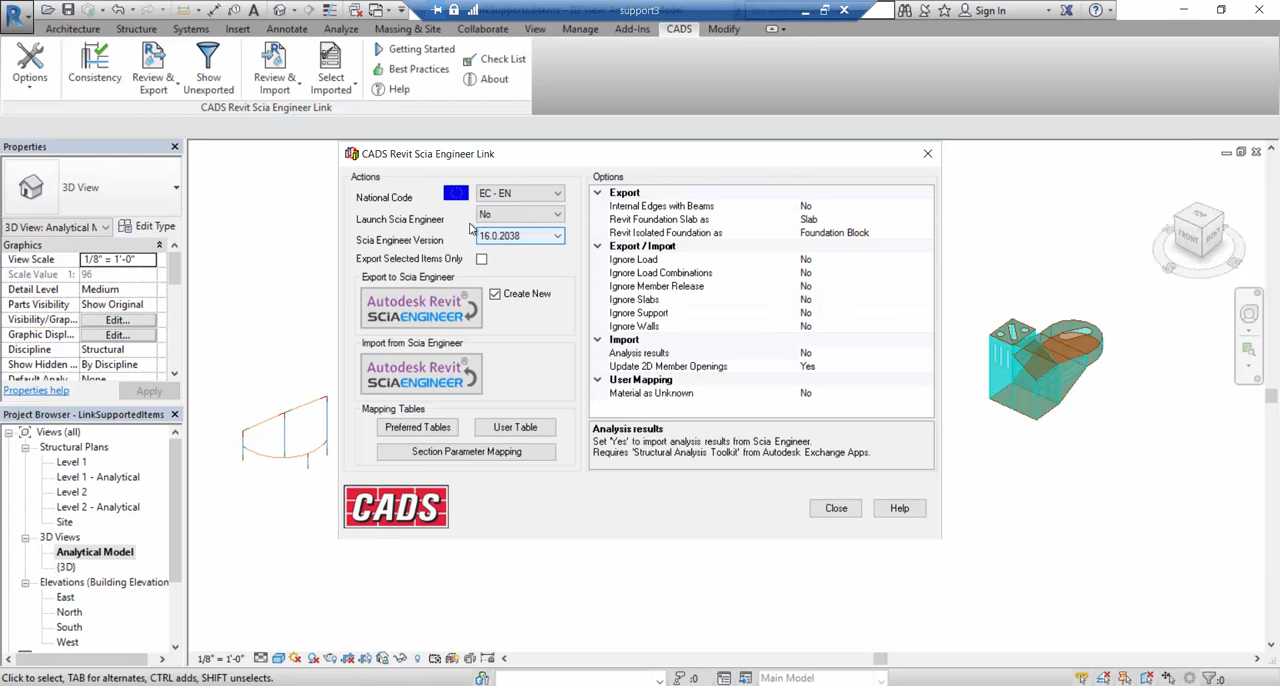 support3
LinkSupportedItems - 3D View: Analytical Model
Sign In
Architecture Structure Systems Insert Annotate Analyze Massing & Site Collaborate View Manage Add-Ins CADS Modify
Options
Consistency
Review & Export
Show Unexported
Review & Import
Select Imported
Getting Started
Best Practices
Help
Check List
About
CADS Revit Scia Engineer Link
Properties
3D View
3D View: Analytical M
Edit Type
Graphics
View Scale 1/8" = 1'-0"
Scale Value 1: 96
Detail Level Medium
Parts Visibility Show Original
Visibility/Grap... Edit...
Graphic Displ... Edit...
Discipline Structural
Show Hidden ... By Discipline
Default Analy... None
Properties help
Apply
Project Browser - LinkSupportedItems
Views (all)
Structural Plans
Level 1
Level 1 - Analytical
Level 2
Level 2 - Analytical
Site
3D Views
Analytical Model
{3D}
Elevations (Building Elevation
East
North
South
West
CADS Revit Scia Engineer Link
Actions
National Code EC - EN
Launch Scia Engineer No
Scia Engineer Version 16.0.2038
Export Selected Items Only
Export to Scia Engineer
Autodesk Revit®
SCIAENGINEER
Create New
Import from Scia Engineer
Autodesk Revit®
SCIAENGINEER
Mapping Tables
Preferred Tables
User Table
Section Parameter Mapping
CADS
Options
Export
Internal Edges with Beams No
Revit Foundation Slab as Slab
Revit Isolated Foundation as Foundation Block
Export / Import
Ignore Load No
Ignore Load Combinations No
Ignore Member Release No
Ignore Slabs No
Ignore Support No
Ignore Walls No
Import
Analysis results No
Update 2D Member Openings Yes
User Mapping
Material as Unknown No
Analysis results
Set 'Yes' to import analysis results from Scia Engineer.
Requires 'Structural Analysis Toolkit' from Autodesk Exchange Apps.
Close
Help
FRONT
1/8" = 1'-0"
Click to select, TAB for alternates, CTRL adds, SHIFT unselects.
:0
Main Model
:0